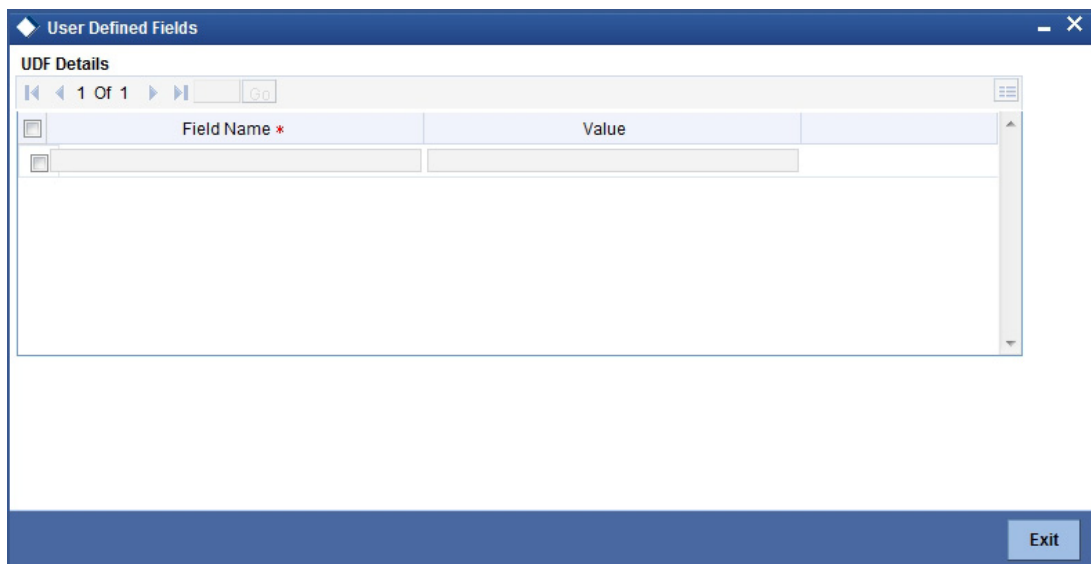 User Defined Fields
UDF Details
1 Of 1 Go
Field Name * Value
Exit